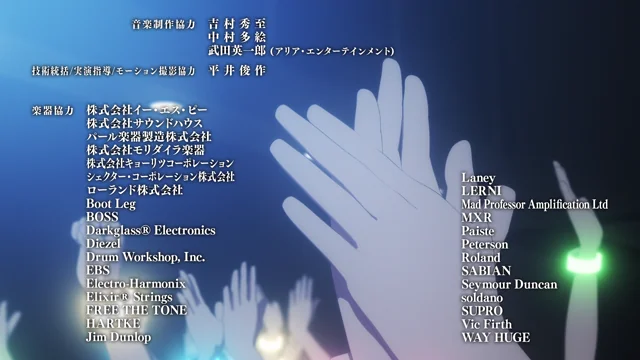 音楽制作協力 吉村秀至
中村多絵
武田英一郎(アリア・エンターテインメント)
技術統括/実演指導/モーション撮影協力 平井俊作
楽器協力 株式会社イー・エス・ピー
株式会社サウンドハウス
パール楽器製造株式会社
株式会社モリダイラ楽器
株式会社キョーリツコーポレーション
シェクター・コーポレーション株式会社
ローランド株式会社
Boot Leg
BOSS
Darkglass® Electronics
Diezel
Drum Workshop, Inc.
EBS
Electro-Harmonix
Elixir® Strings
FREE THE TONE
HARTKE
Jim Dunlop
Laney
LERNI
Mad Professor Amplification Ltd
MXR
Paiste
Peterson
Roland
SABIAN
Seymour Duncan
soldano
SUPRO
Vic Firth
WAY HUGE